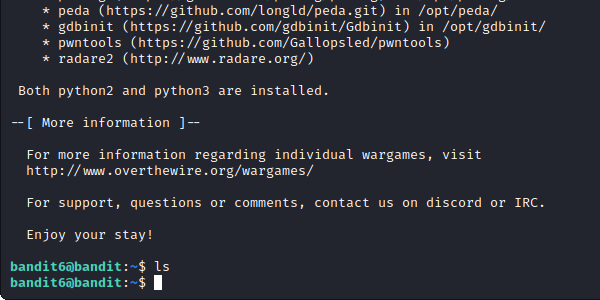 * peda (https://github.com/longld/peda.git) in /opt/peda/
* gdbinit (https://github.com/gdbinit/Gdbinit) in /opt/gdbinit/
* pwntools (https://github.com/Gallopsled/pwntools)
* radare2 (http://www.radare.org/)
Both python2 and python3 are installed.
--[ More information ]--
For more information regarding individual wargames, visit
http://www.overthewire.org/wargames/
For support, questions or comments, contact us on discord or IRC.
Enjoy your stay!
bandit6@bandit:~$ ls
bandit6@bandit:~$